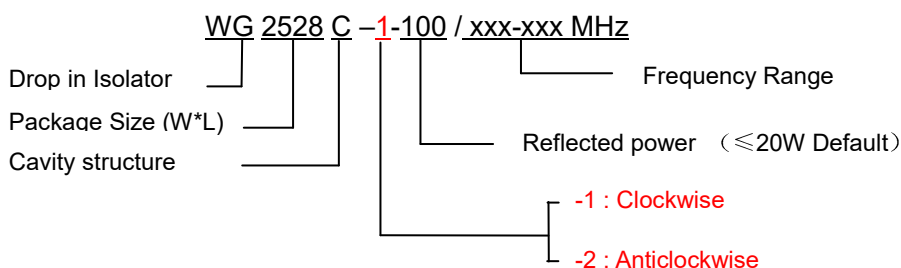 WG 2528 C –1-100 / xxx-xxx MHz
Drop in Isolator
Frequency Range
Package Size (W*L)
Reflected power （≤20W Default）
Cavity structure
-1 : Clockwise
-2 : Anticlockwise